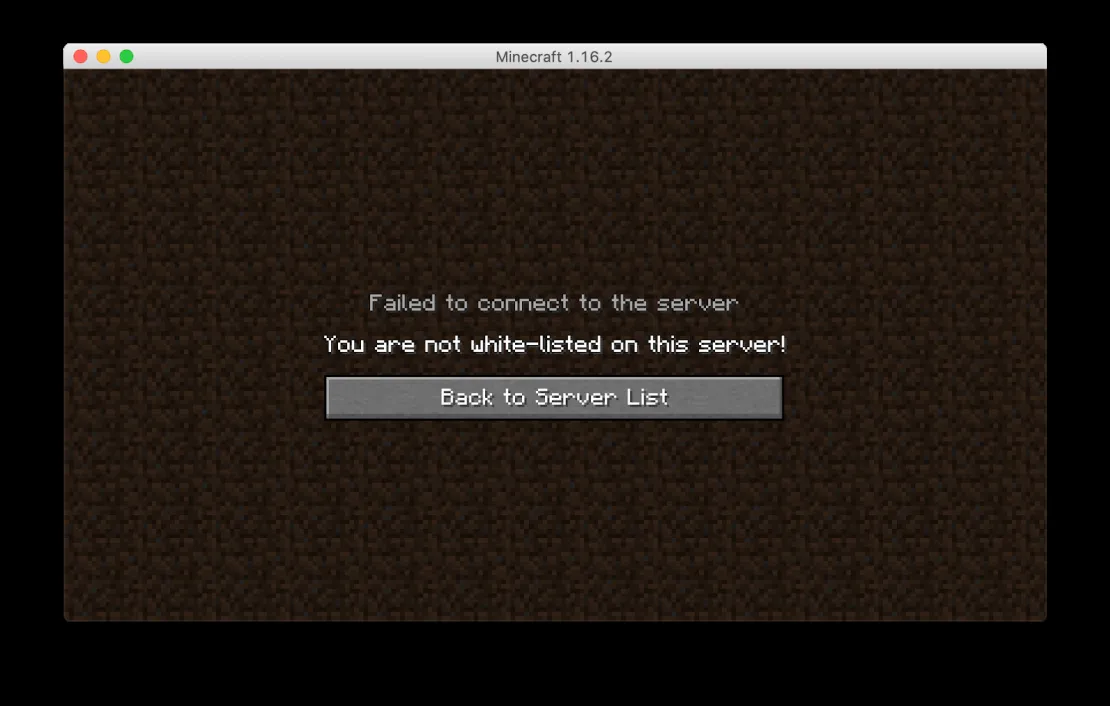 Minecraft 1.16.2
Failed to connect to the server
You are not white-listed on this server!
Back to Server List